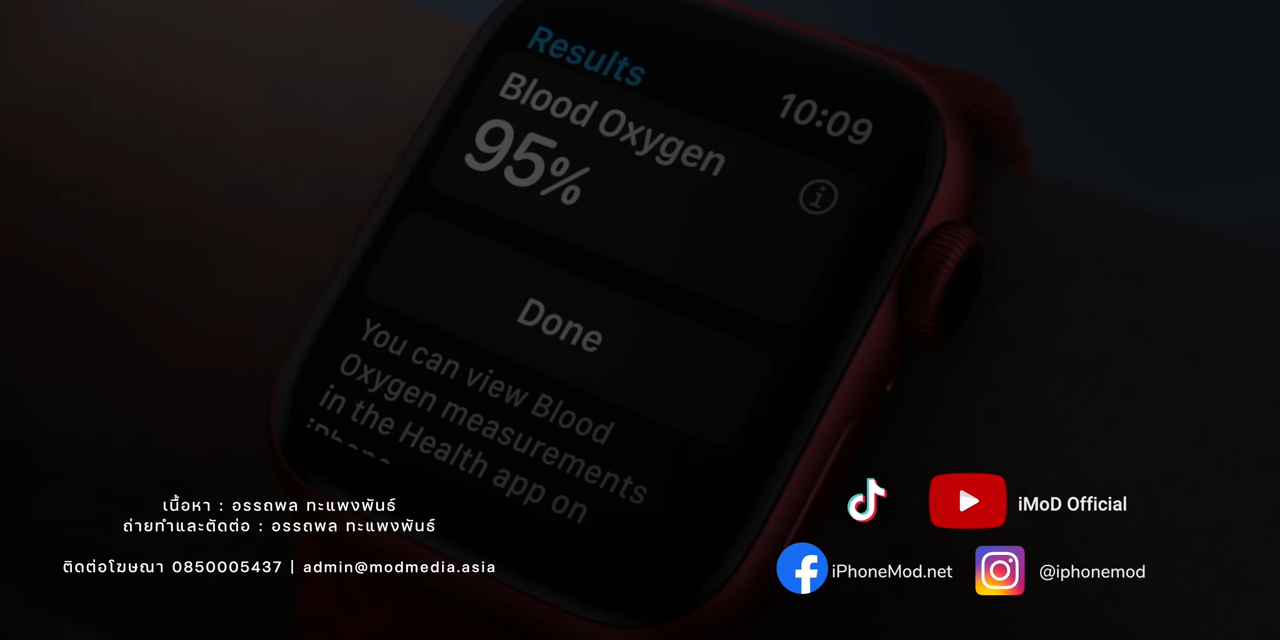 Results
10:09
Blood Oxygen
95%
Done
You can view Blood
Oxygen measurements
in the Health app on
iPhone
เนื้อหา : อรรถพล ทะแพงพันธ์
ถ่ายทำและตัดต่อ : อรรถพล ทะแพงพันธ์
ติดต่อโฆษณา 0850005437 | admin@modmedia.asia
iMoD Official
iPhoneMod.net
@iphonemod